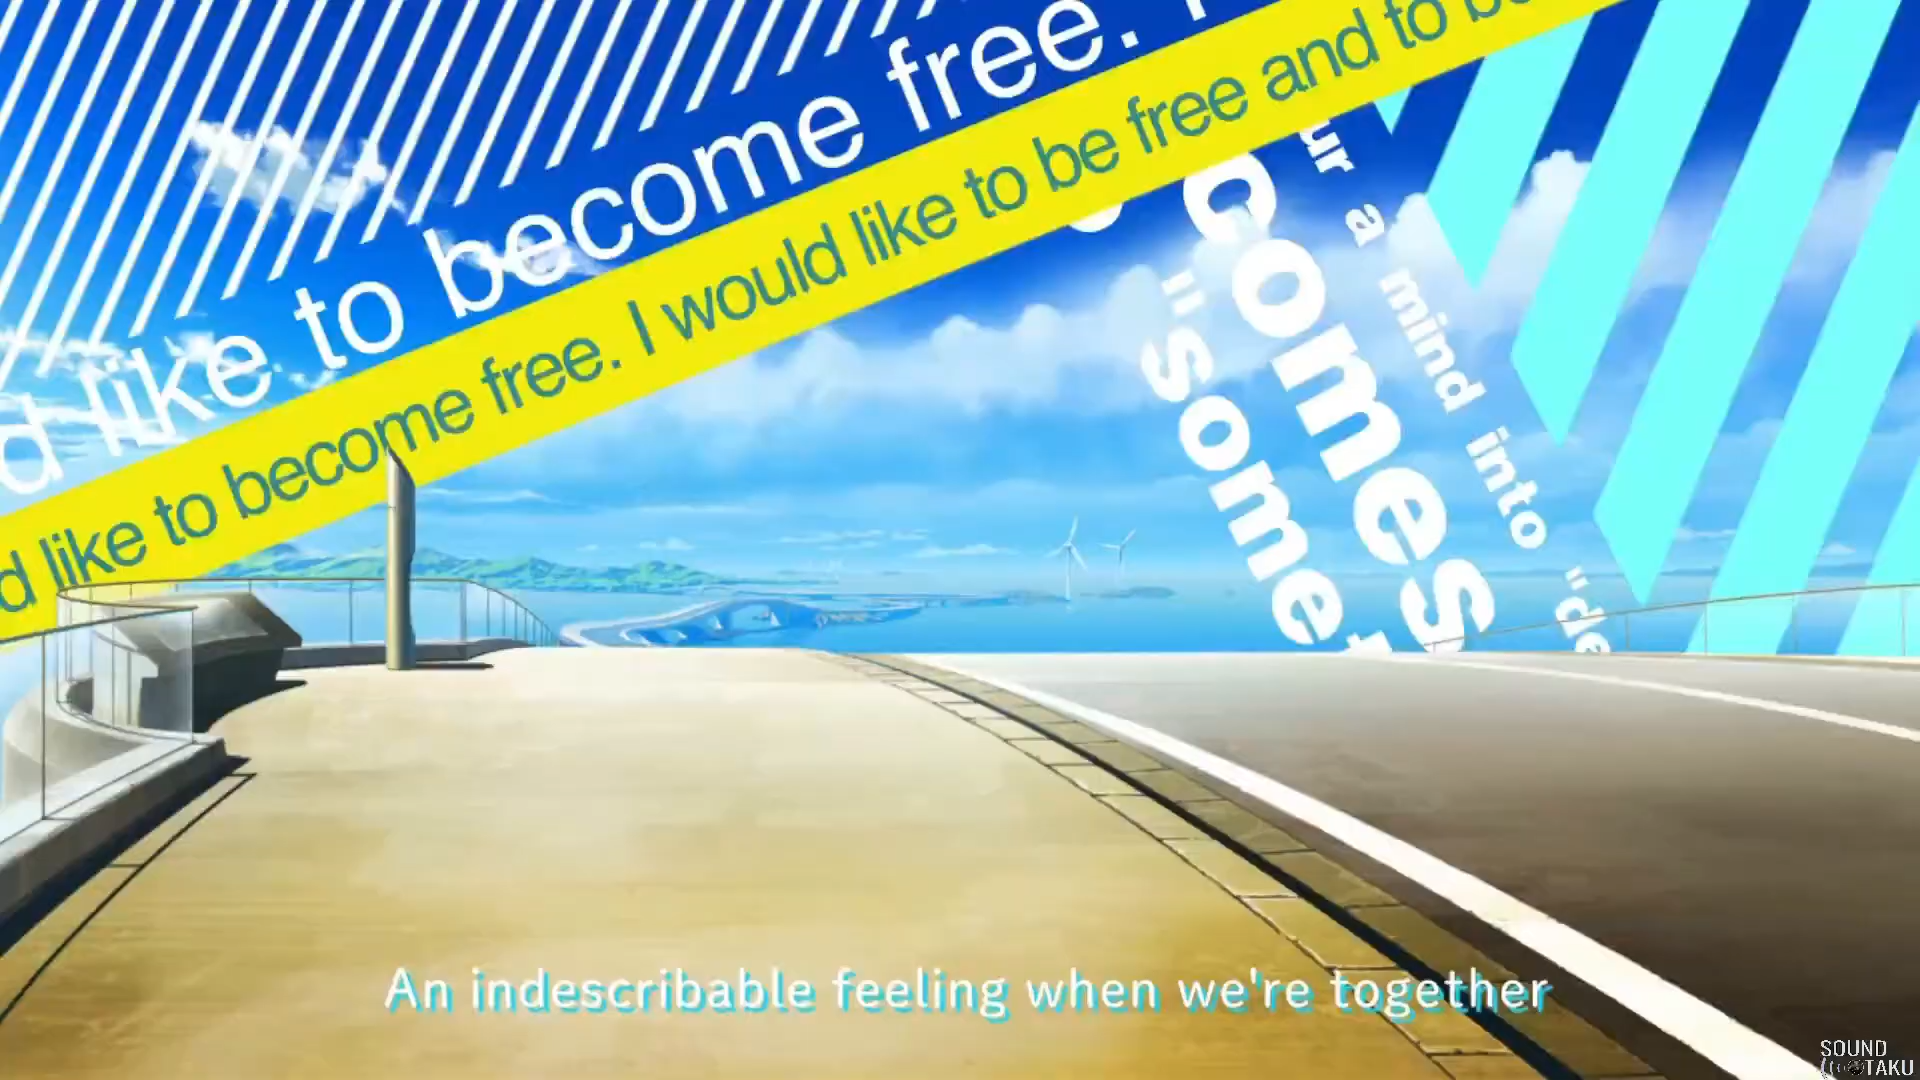 d like to become free.
d like to become free. I would like to be free and to be
ur a mind into "de
comes
"some
An indescribable feeling when we're together
SOUND
TAKU